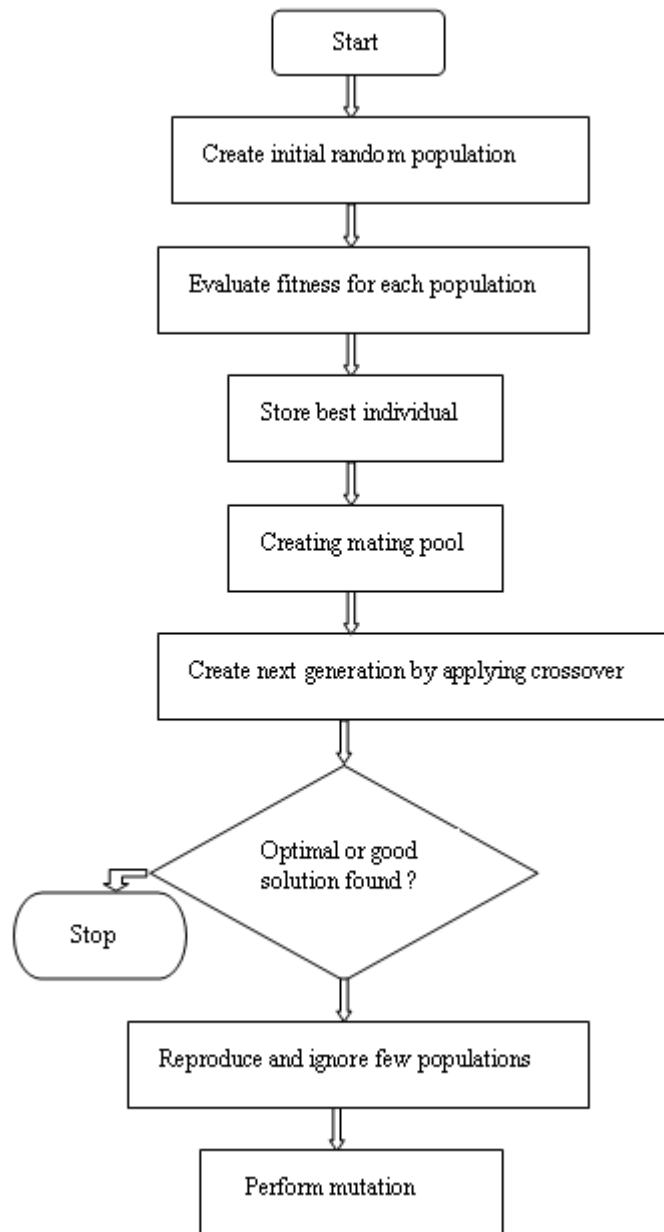 Start
Create initial random population
Evaluate fitness for each population
Store best individual
Creating mating pool
Create next generation by applying crossover
Optimal or good
solution found ?
Stop
Reproduce and ignore few populations
Perform mutation